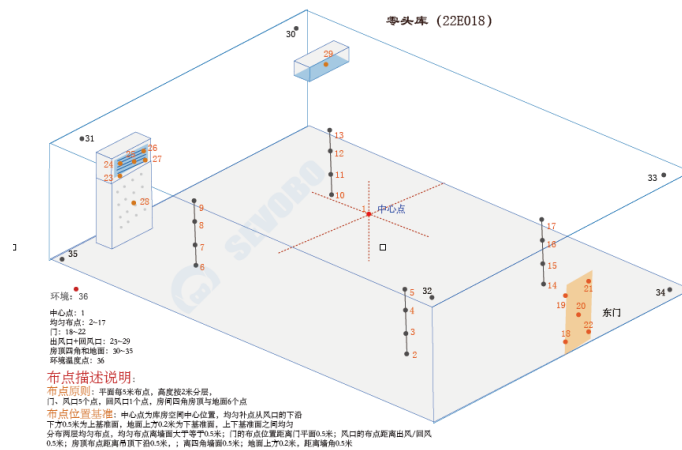 零头库 (22E018)
30
29
31
13
26
25
24
27
12
23
11
33
10
28
9
1
中心点
8
17
7
16
35
6
15
14
5
32
34
21
环境：36
4
19
20
东门
中心点：1
均匀布点：2~17
3
22
18
门：18~22
出风口+回风口：23~29
2
房顶四角和地面：30~35
环境温度点：36
布点描述说明：
布点原则：平面每5米布点，高度按2米分层，
门、风口5个点，回风口1个点，房间四角房顶与地面6个点
布点位置基准：中心点为库房空间中心位置，均匀补点从风口的下沿
下方0.5米为上基准面，地面上方0.2米为下基准面，上下基准面之间均匀
分布两层均匀布点，均匀布点离墙面大于等于0.5米；门的布点位置距离门平面0.5米；风口的布点距离出风/回风
0.5米；房顶布点距离吊顶下沿0.5米，；离四角墙面0.5米；地面上方0.2米，距离墙角0.5米
SEWOBO